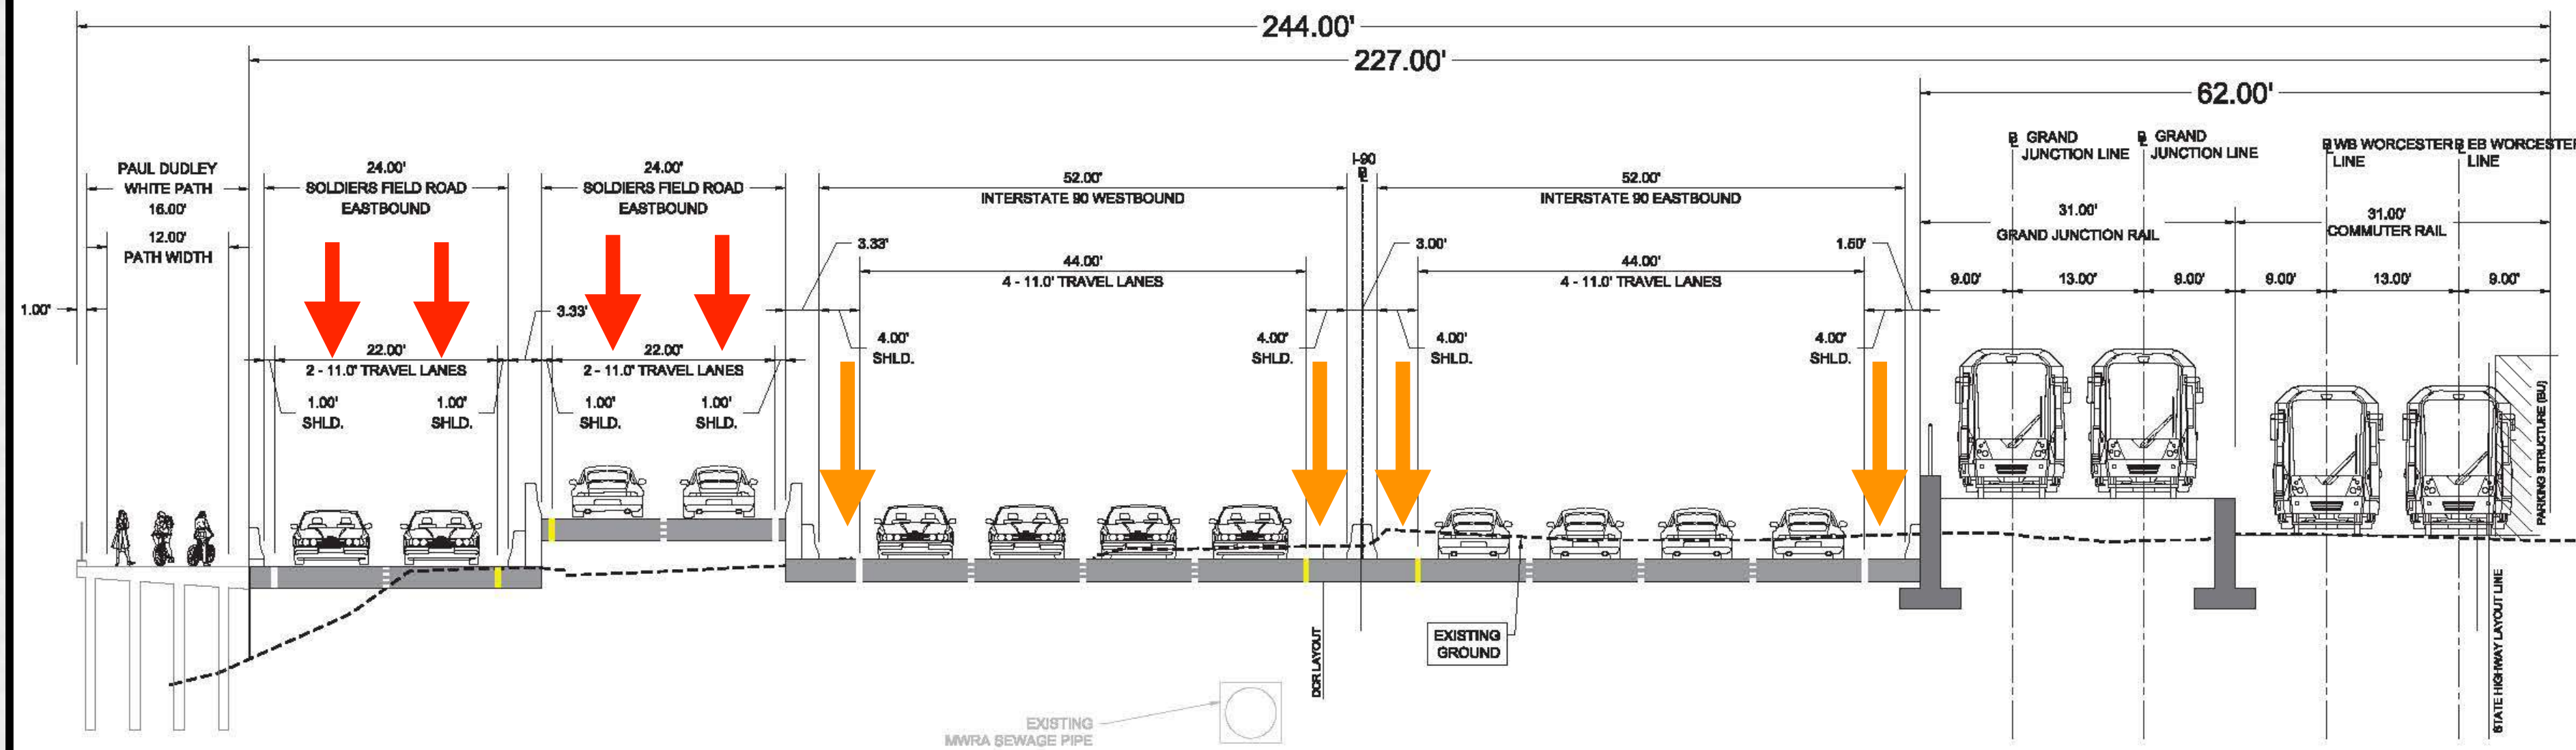 244.00'
227.00'
62.00'
PAUL DUDLEY
WHITE PATH
16.00'
12.00'
PATH WIDTH
1.00'
24.00'
SOLDIERS FIELD ROAD
EASTBOUND
22.00'
2 - 11.0' TRAVEL LANES
1.00'
SHLD.
1.00'
SHLD.
3.33'
24.00'
SOLDIERS FIELD ROAD
EASTBOUND
22.00'
2 - 11.0' TRAVEL LANES
1.00'
SHLD.
1.00'
SHLD.
3.33'
52.00'
INTERSTATE 90 WESTBOUND
44.00'
4 - 11.0' TRAVEL LANES
4.00'
SHLD.
4.00'
SHLD.
I-90
3.00'
52.00'
INTERSTATE 90 EASTBOUND
44.00'
4 - 11.0' TRAVEL LANES
4.00'
SHLD.
4.00'
SHLD.
1.50'
GRAND
JUNCTION LINE
GRAND
JUNCTION LINE
WB WORCESTER
LINE
EB WORCESTER
LINE
31.00'
GRAND JUNCTION RAIL
31.00'
COMMUTER RAIL
9.00'
13.00'
9.00'
9.00'
13.00'
9.00'
PARKING STRUCTURE (BU)
EXISTING
GROUND
DCR LAYOUT
STATE HIGHWAY LAYOUT LINE
EXISTING
MWRA SEWAGE PIPE